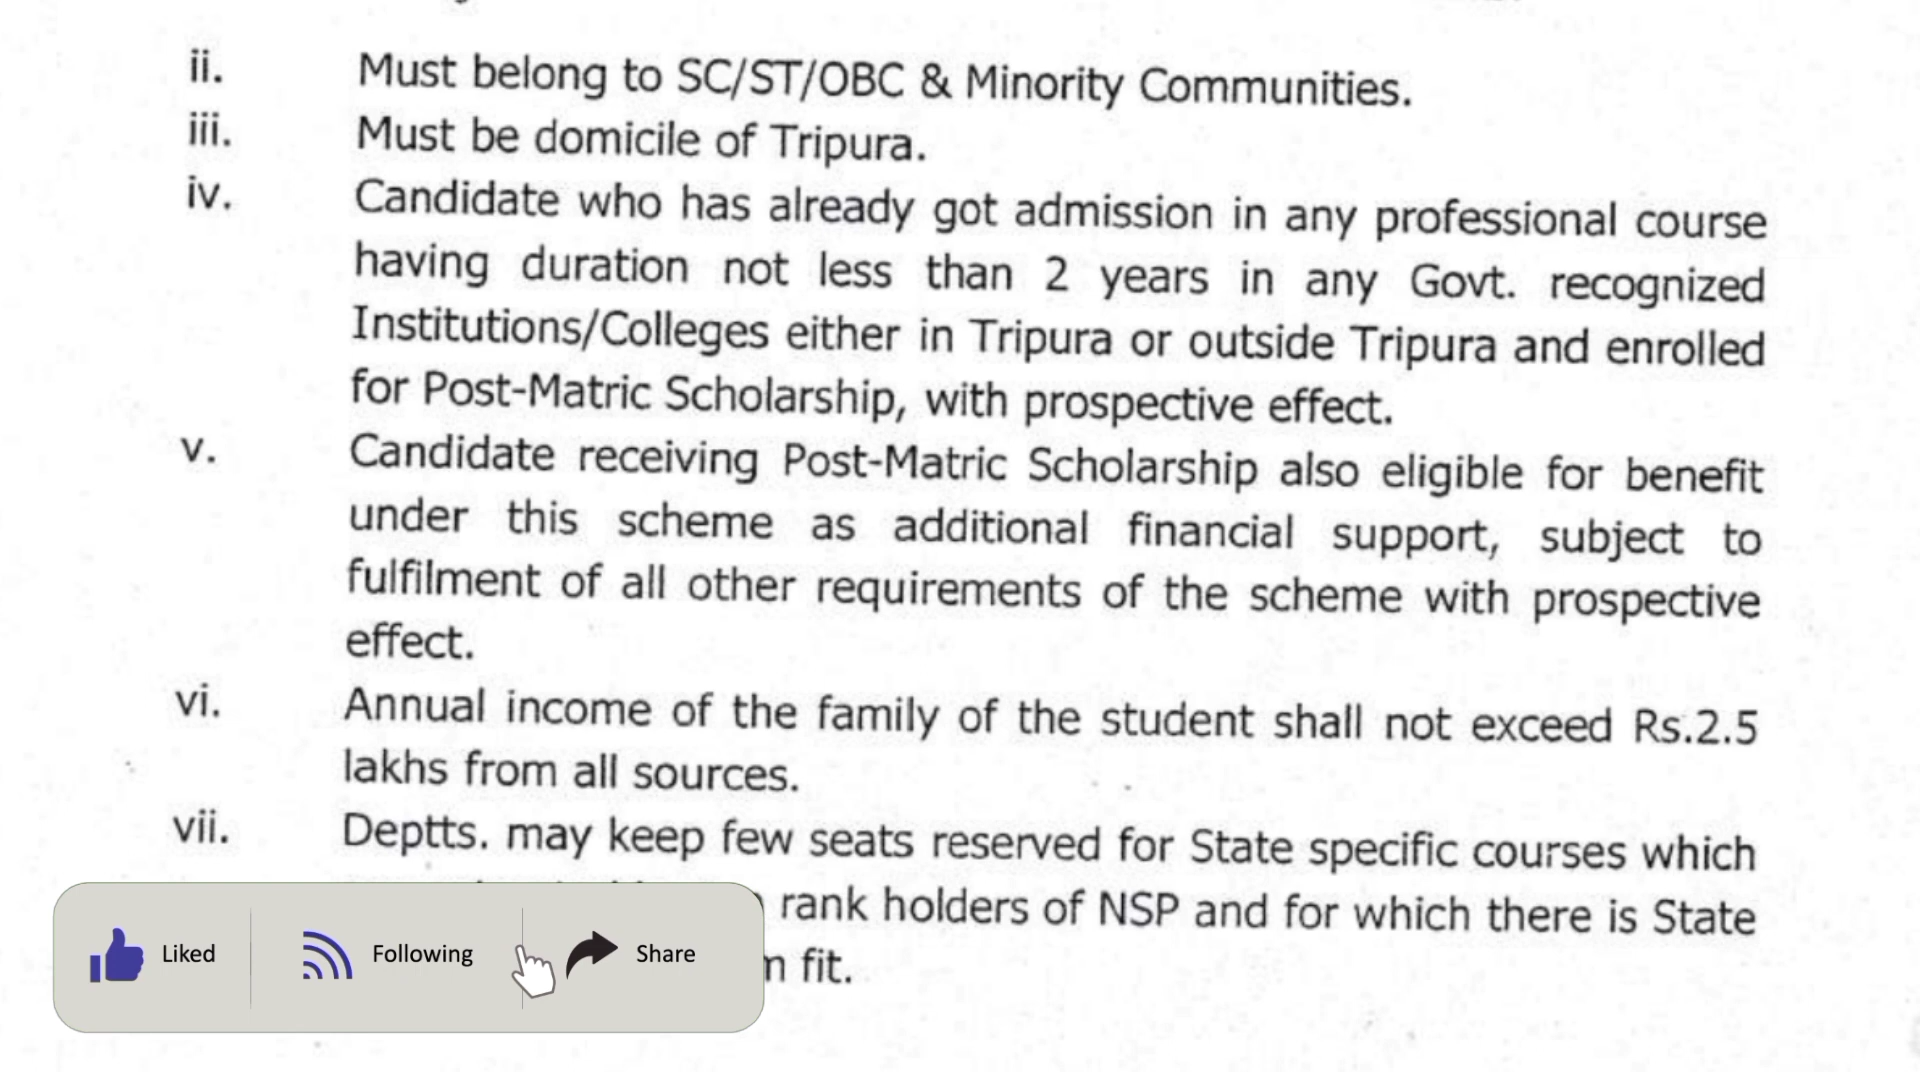 ii. Must belong to SC/ST/OBC & Minority Communities.
iii. Must be domicile of Tripura.
iv. Candidate who has already got admission in any professional course
having duration not less than 2 years in any Govt. recognized
Institutions/Colleges either in Tripura or outside Tripura and enrolled
for Post-Matric Scholarship, with prospective effect.
v. Candidate receiving Post-Matric Scholarship also eligible for benefit
under this scheme as additional financial support, subject to
fulfilment of all other requirements of the scheme with prospective
effect.
vi. Annual income of the family of the student shall not exceed Rs.2.5
lakhs from all sources.
vii. Deptts. may keep few seats reserved for State specific courses which
rank holders of NSP and for which there is State
fit.
Liked Following Share